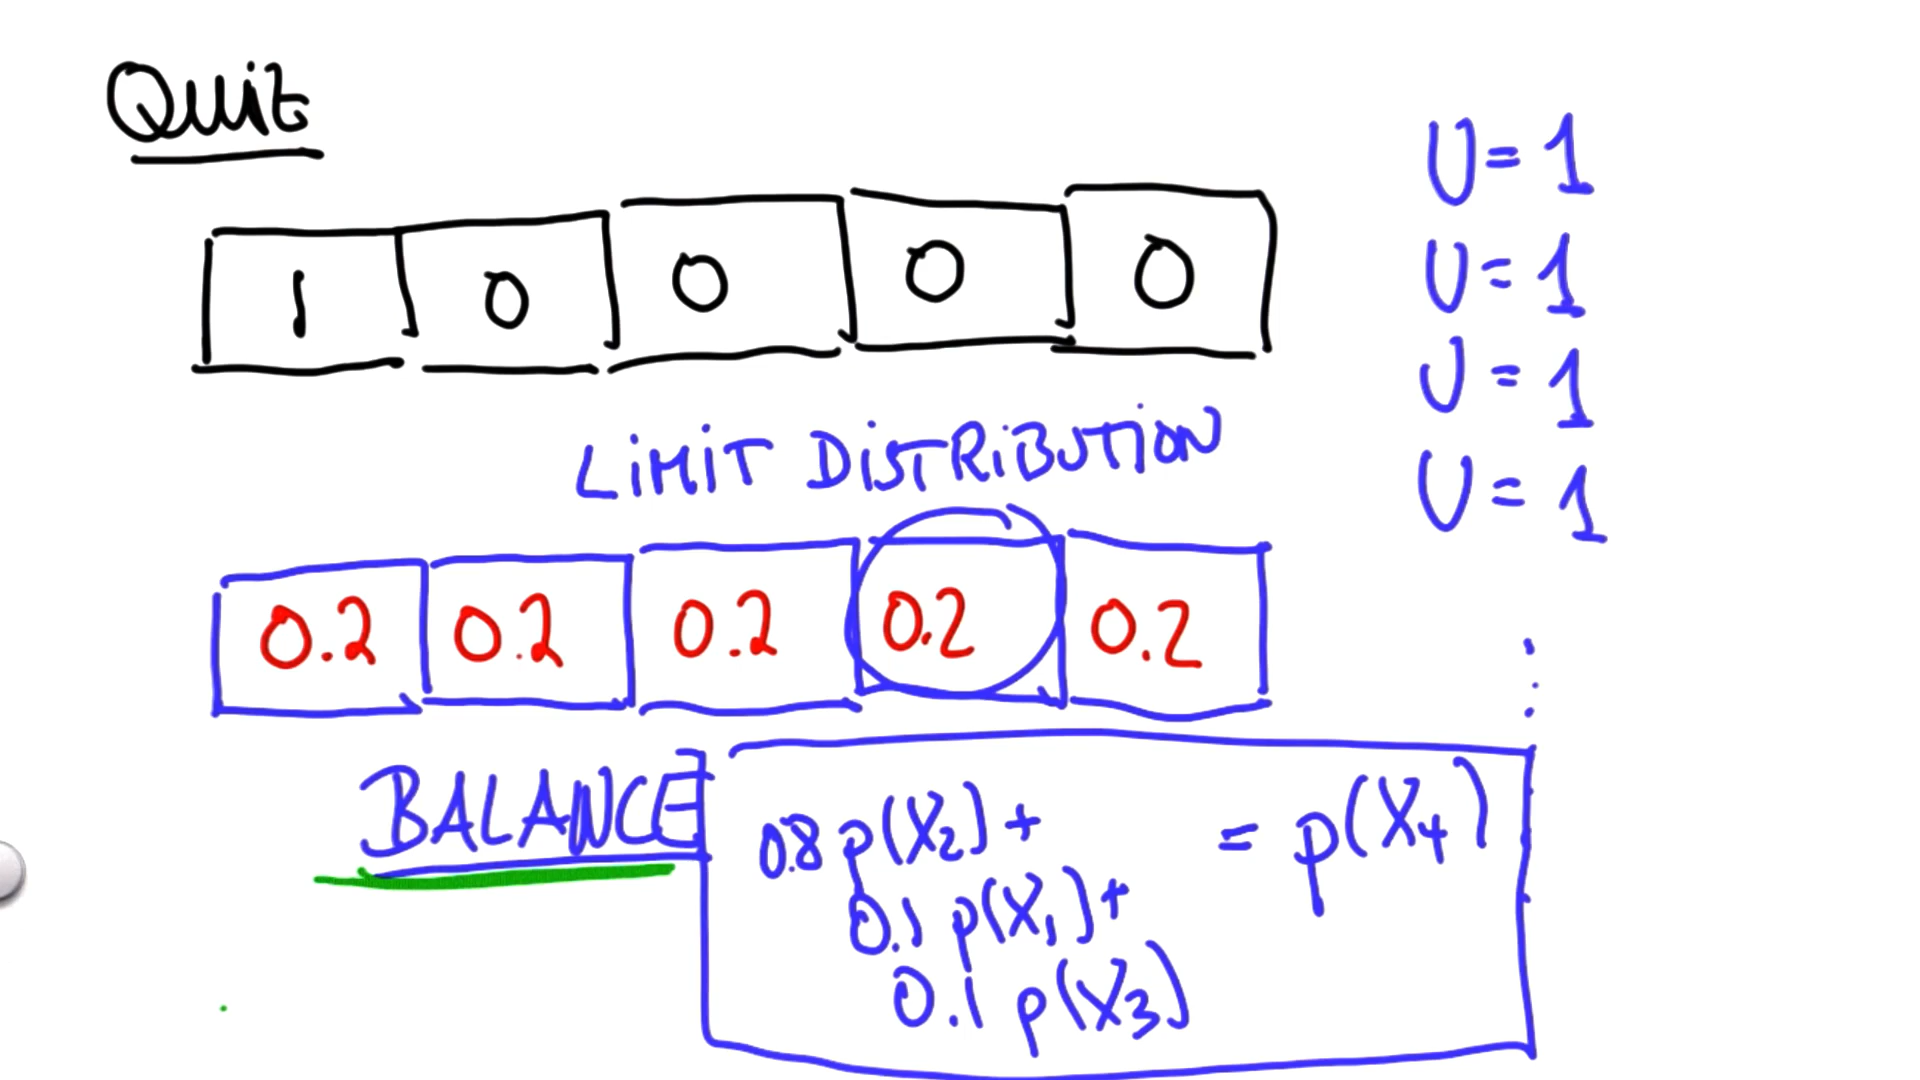 Quiz
1 0 0 0 0
U = 1
U = 1
U = 1
U = 1
LIMIT DISTRIBUTION
0.2 0.2 0.2 0.2 0.2
⋮
BALANCE
0.8 p(X₂) + = p(X₄)
0.1 p(X₁) +
0.1 p(X₃)